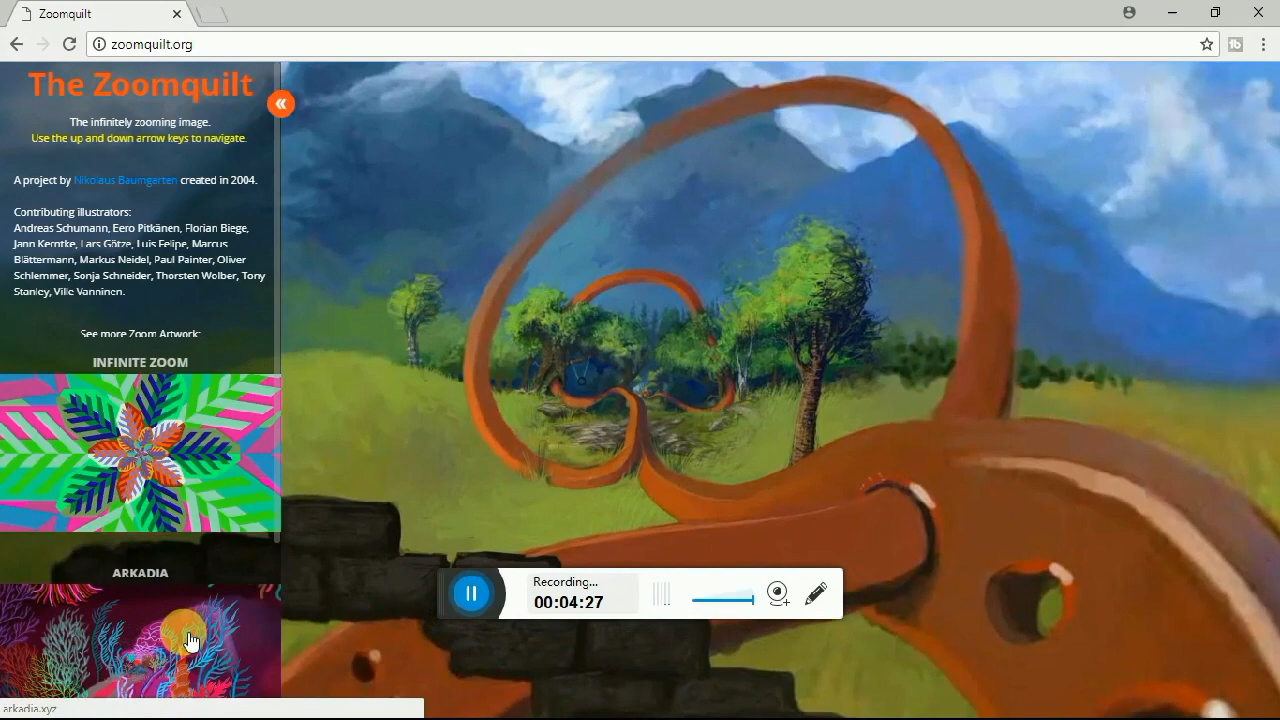 Zoomquilt
zoomquilt.org
The Zoomquilt
The infinitely zooming image.
Use the up and down arrow keys to navigate.
A project by Nikolaus Baumgarten created in 2004.
Contributing illustrators:
Andreas Schumann, Eero Pitkänen, Florian Biege,
Jann Kerntke, Lars Götze, Luis Felipe, Marcus
Blättermann, Markus Neidel, Paul Painter, Oliver
Schlemmer, Sonja Schneider, Thorsten Wolber, Tony
Stanley, Ville Vanninen.
See more Zoom Artwork:
INFINITE ZOOM
ARKADIA
Recording...
00:04:27
arkadia.xyz